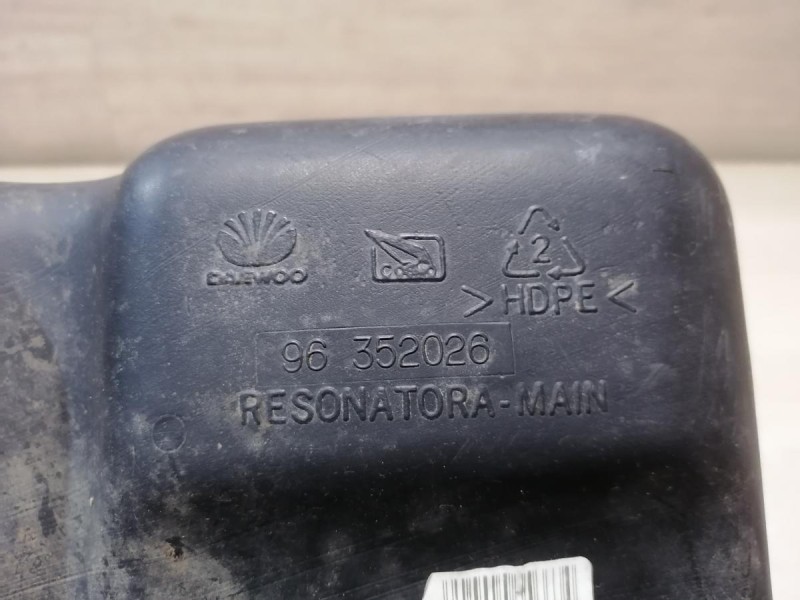 DAEWOO
2
>HDPE<
96 352026
RESONATORA-MAIN